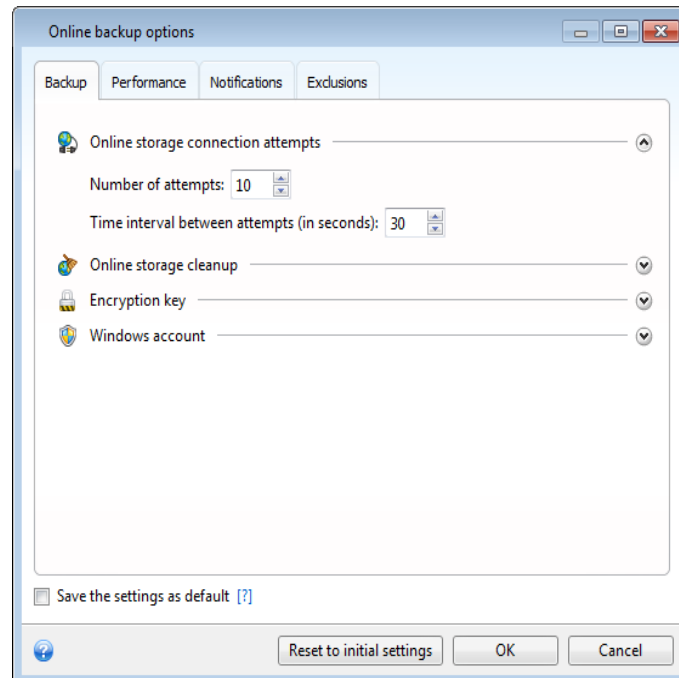 Online backup options
Backup Performance Notifications Exclusions
Online storage connection attempts
Number of attempts: 10
Time interval between attempts (in seconds): 30
Online storage cleanup
Encryption key
Windows account
Save the settings as default [?]
Reset to initial settings OK Cancel